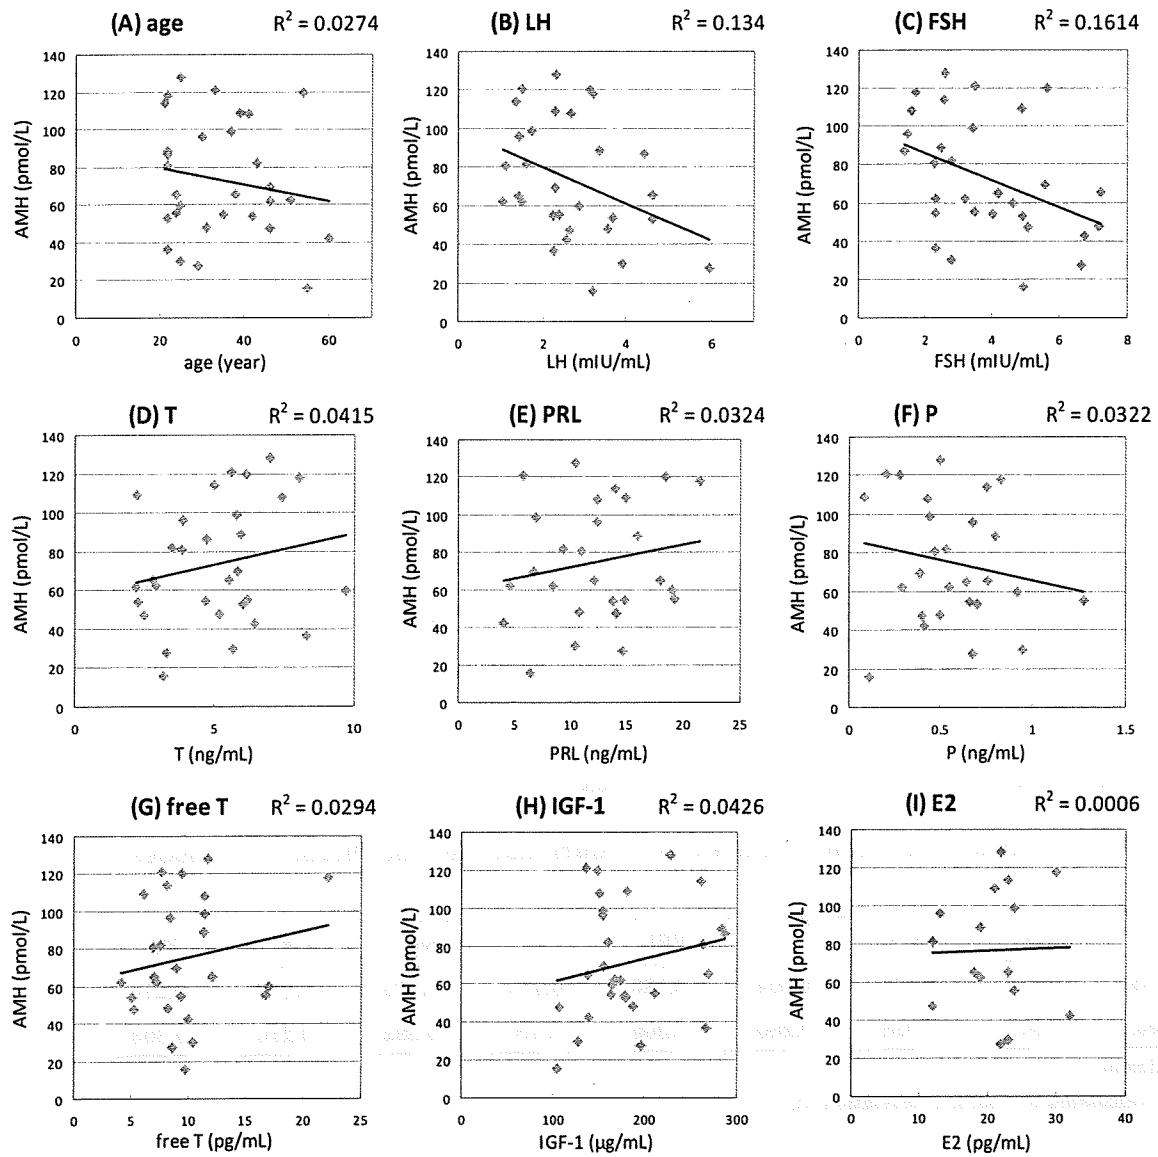 (A) age R² = 0.0274
140
120
100
80
60
40
20
0
AMH (pmol/L)
0 20 40 60
age (year)
(B) LH R² = 0.134
140
120
100
80
60
40
20
0
AMH (pmol/L)
0 2 4 6
LH (mIU/mL)
(C) FSH R² = 0.1614
140
120
100
80
60
40
20
0
AMH (pmol/L)
0 2 4 6 8
FSH (mIU/mL)
(D) T R² = 0.0415
140
120
100
80
60
40
20
0
AMH (pmol/L)
0 5 10
T (ng/mL)
(E) PRL R² = 0.0324
140
120
100
80
60
40
20
0
AMH (pmol/L)
0 5 10 15 20 25
PRL (ng/mL)
(F) P R² = 0.0322
140
120
100
80
60
40
20
0
AMH (pmol/L)
0 0.5 1 1.5
P (ng/mL)
(G) free T R² = 0.0294
140
120
100
80
60
40
20
0
AMH (pmol/L)
0 5 10 15 20 25
free T (pg/mL)
(H) IGF-1 R² = 0.0426
140
120
100
80
60
40
20
0
AMH (pmol/L)
0 100 200 300
IGF-1 (μg/mL)
(I) E2 R² = 0.0006
140
120
100
80
60
40
20
0
AMH (pmol/L)
0 10 20 30 40
E2 (pg/mL)